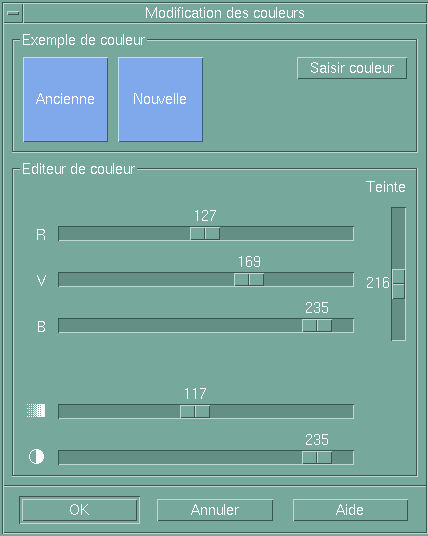 Modification des couleurs
Exemple de couleur
Ancienne
Nouvelle
Saisir couleur
Editeur de couleur
Teinte
127
R
169
V
216
235
B
117
235
OK
Annuler
Aide